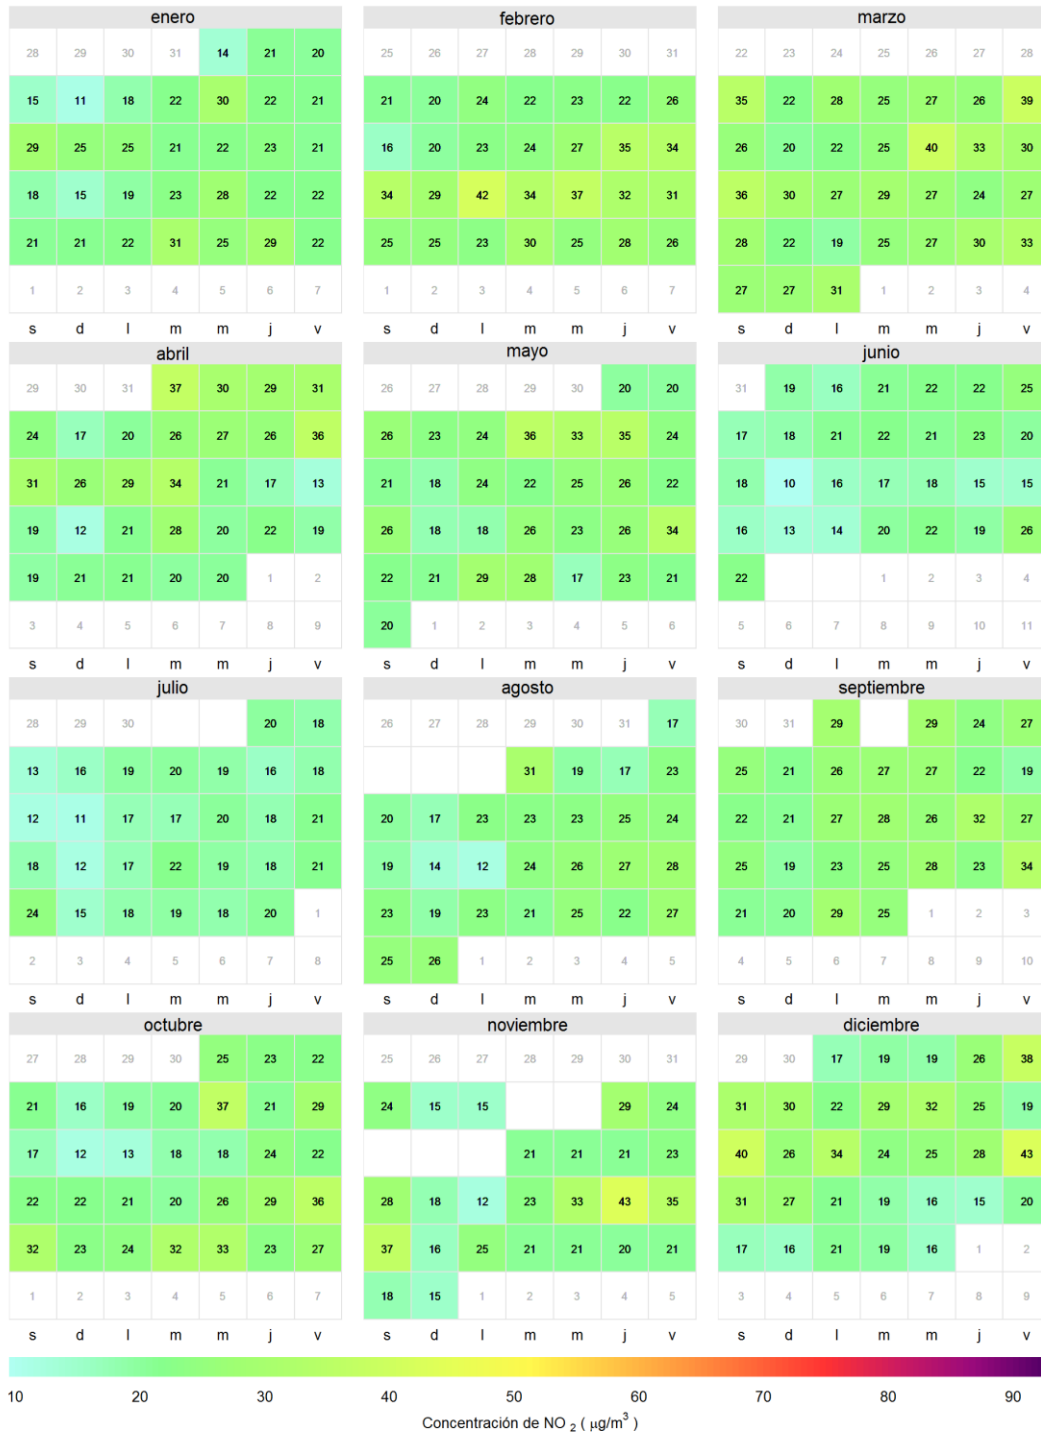 enero febrero marzo
28 29 30 31 14 21 20 25 26 27 28 29 30 31 22 23 24 25 26 27 28
15 11 18 22 30 22 21 21 20 24 22 23 22 26 35 22 28 25 27 26 39
29 25 25 21 22 23 21 16 20 23 24 27 35 34 26 20 22 25 40 33 30
18 15 19 23 28 22 22 34 29 42 34 37 32 31 36 30 27 29 27 24 27
21 21 22 31 25 29 22 25 25 23 30 25 28 26 28 22 19 25 27 30 33
1 2 3 4 5 6 7 1 2 3 4 5 6 7 27 27 31 1 2 3 4
s d l m m j v s d l m m j v s d l m m j v
abril mayo junio
29 30 31 37 30 29 31 26 27 28 29 30 20 20 31 19 16 21 22 22 25
24 17 20 26 27 26 36 26 23 24 36 33 35 24 17 18 21 22 21 23 20
31 26 29 34 21 17 13 21 18 24 22 25 26 22 18 10 16 17 18 15 15
19 12 21 28 20 22 19 26 18 18 26 23 26 34 16 13 14 20 22 19 26
19 21 21 20 20 1 2 22 21 29 28 17 23 21 22 1 2 3 4
3 4 5 6 7 8 9 20 1 2 3 4 5 6 5 6 7 8 9 10 11
s d l m m j v s d l m m j v s d l m m j v
julio agosto septiembre
28 29 30 20 18 26 27 28 29 30 31 17 30 31 29 29 24 27
13 16 19 20 19 16 18 31 19 17 23 25 21 26 27 27 22 19
12 11 17 17 20 18 21 20 17 23 23 23 25 24 22 21 27 28 26 32 27
18 12 17 22 19 18 21 19 14 12 24 26 27 28 25 19 23 25 28 23 34
24 15 18 19 18 20 1 23 19 23 21 25 22 27 21 20 29 25 1 2 3
2 3 4 5 6 7 8 25 26 1 2 3 4 5 4 5 6 7 8 9 10
s d l m m j v s d l m m j v s d l m m j v
octubre noviembre diciembre
27 28 29 30 25 23 22 25 26 27 28 29 30 31 29 30 17 19 19 26 38
21 16 19 20 37 21 29 24 15 15 29 24 31 30 22 29 32 25 19
17 12 13 18 18 24 22 21 21 21 23 40 26 34 24 25 28 43
22 22 21 20 26 29 36 28 18 12 23 33 43 35 31 27 21 19 16 15 20
32 23 24 32 33 23 27 37 16 25 21 21 20 21 17 16 21 19 16 1 2
1 2 3 4 5 6 7 18 15 1 2 3 4 5 3 4 5 6 7 8 9
s d l m m j v s d l m m j v s d l m m j v
10 20 30 40 50 60 70 80 90
Concentración de NO ₂ ( μg/m³ )